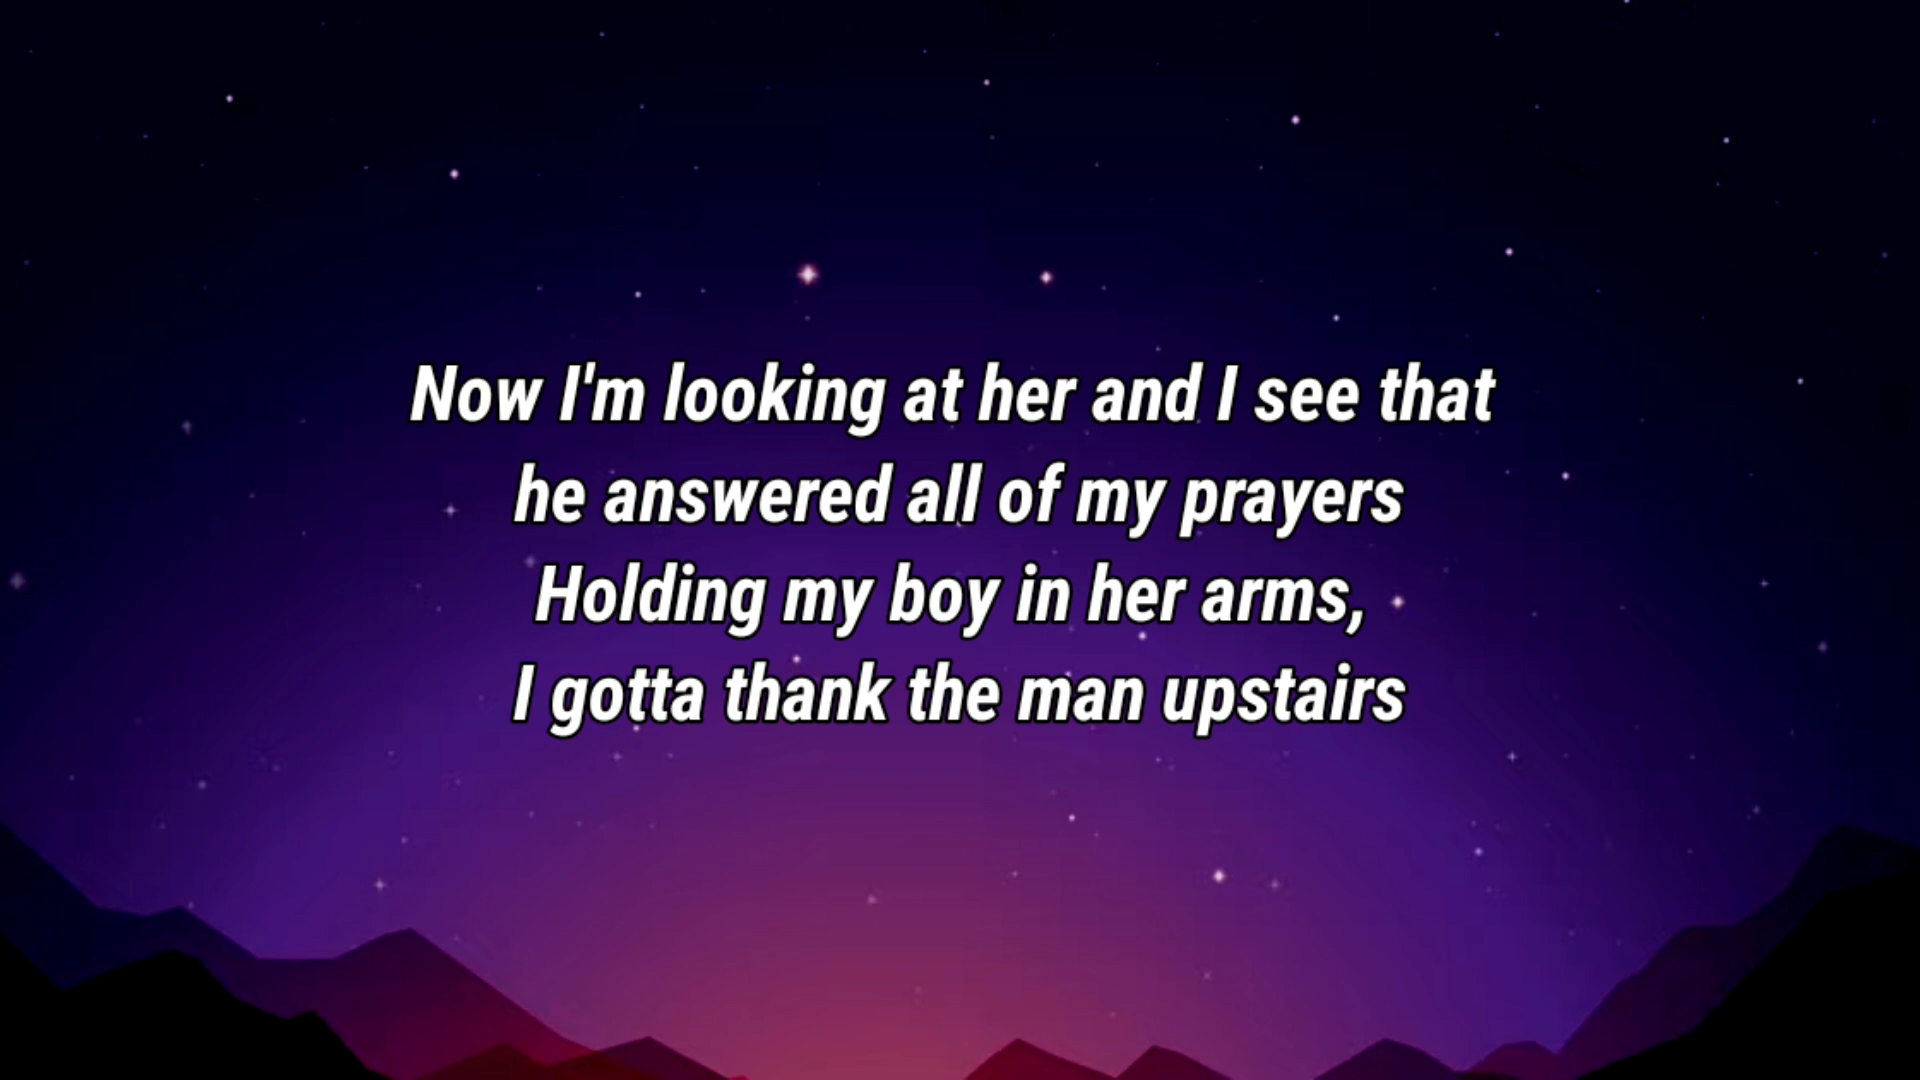 Now I'm looking at her and I see that
he answered all of my prayers
Holding my boy in her arms,
I gotta thank the man upstairs